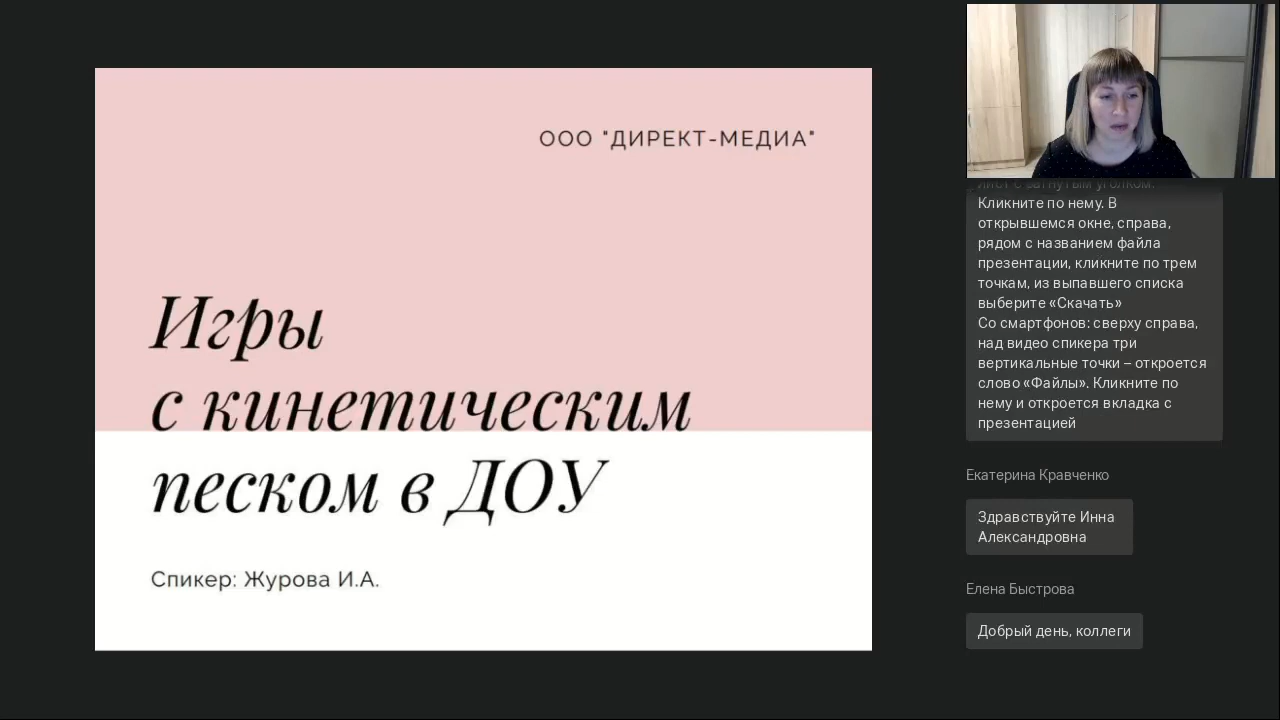 ООО "ДИРЕКТ-МЕДИА"
Игры
с кинетическим
песком в ДОУ
Спикер: Журова И.А.
лист с загнутым уголком.
Кликните по нему. В
открывшемся окне, справа,
рядом с названием файла
презентации, кликните по трем
точкам, из выпавшего списка
выберите «Скачать»
Со смартфонов: сверху справа,
над видео спикера три
вертикальные точки – откроется
слово «Файлы». Кликните по
нему и откроется вкладка с
презентацией
Екатерина Кравченко
Здравствуйте Инна
Александровна
Елена Быстрова
Добрый день, коллеги